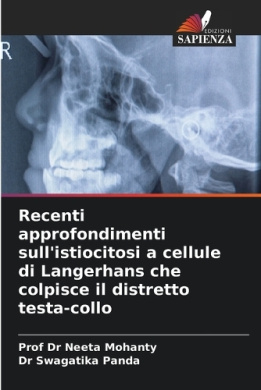 R
EDIZIONI
SAPIENZA
Recenti
approfondimenti
sull'istiocitosi a cellule
di Langerhans che
colpisce il distretto
testa-collo
Prof Dr Neeta Mohanty
Dr Swagatika Panda